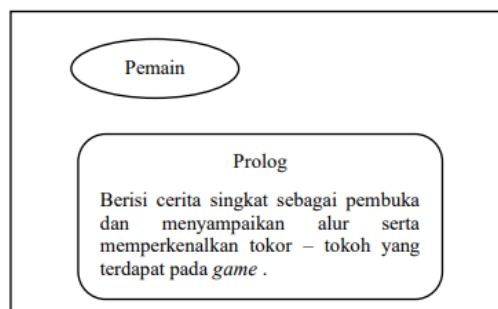 Pemain
Prolog
Berisi cerita singkat sebagai pembuka
dan menyampaikan alur serta
memperkenalkan tokor – tokoh yang
terdapat pada game .